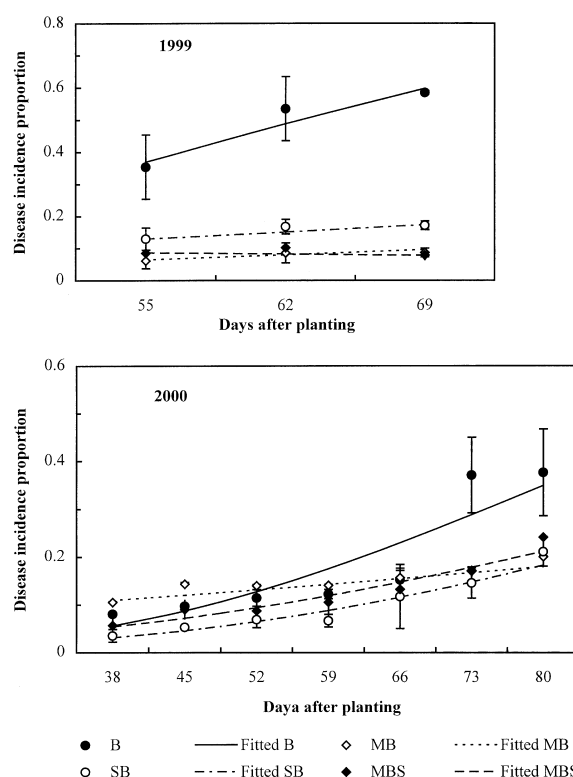 0.8
1999
0.6
0.4
0.2
0
Disease incidence proportion
55 62 69
Days after planting
0.6
2000
0.4
0.2
0
Disease incidence proportion
38 45 52 59 66 73 80
Daya after planting
B Fitted B MB Fitted MB
SB Fitted SB MBS Fitted MBS